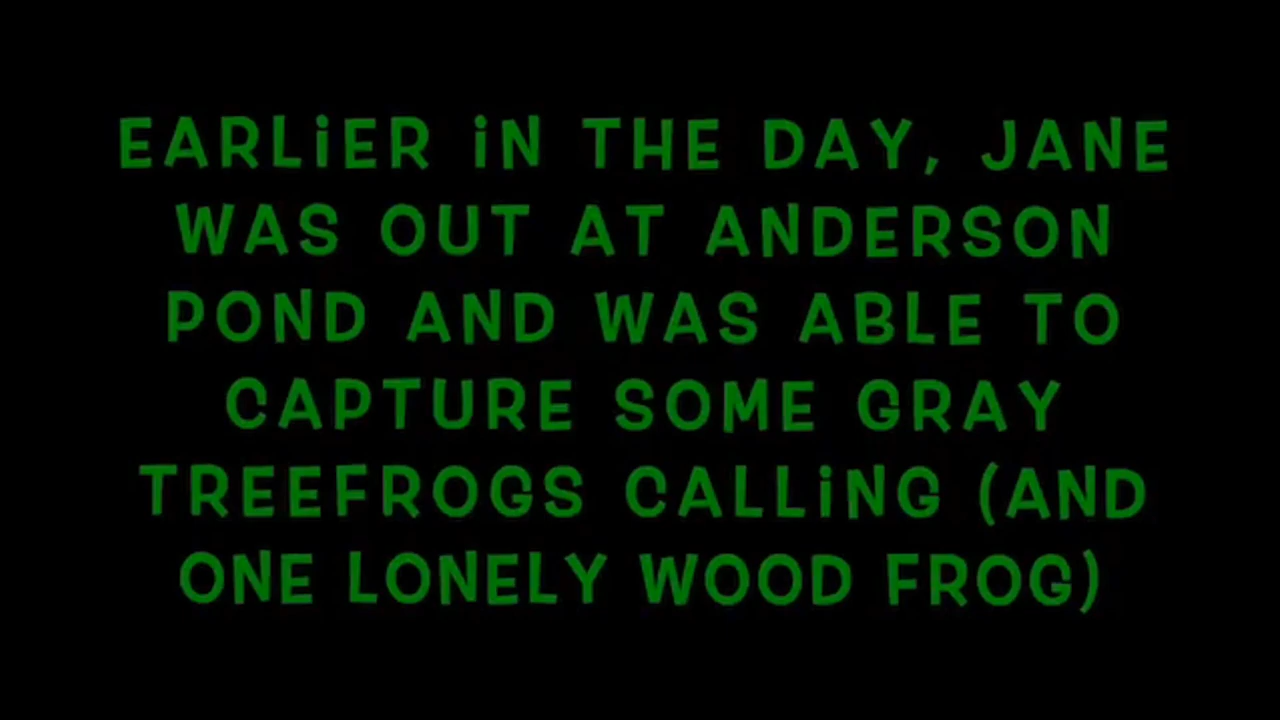 EARLiER iN THE DAY, JANE
WAS OUT AT ANDERSON
POND AND WAS ABLE TO
CAPTURE SOME GRAY
TREEFROGS CALLiNG (AND
ONE LONELY WOOD FROG)